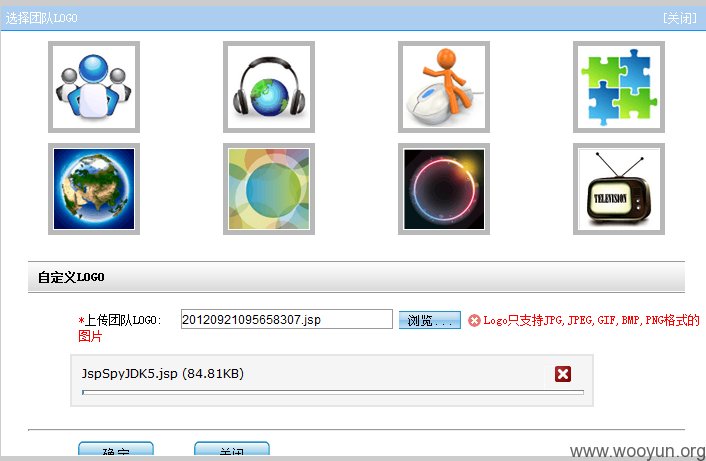 选择团队LOGO [关闭]
TELEVISION
自定义LOGO
*上传团队LOGO: 20120921095658307.jsp 浏览... Logo只支持JPG,JPEG,GIF,BMP,PNG格式的
图片
JspSpyJDK5.jsp (84.81KB)
确定 关闭
www.wooyun.org